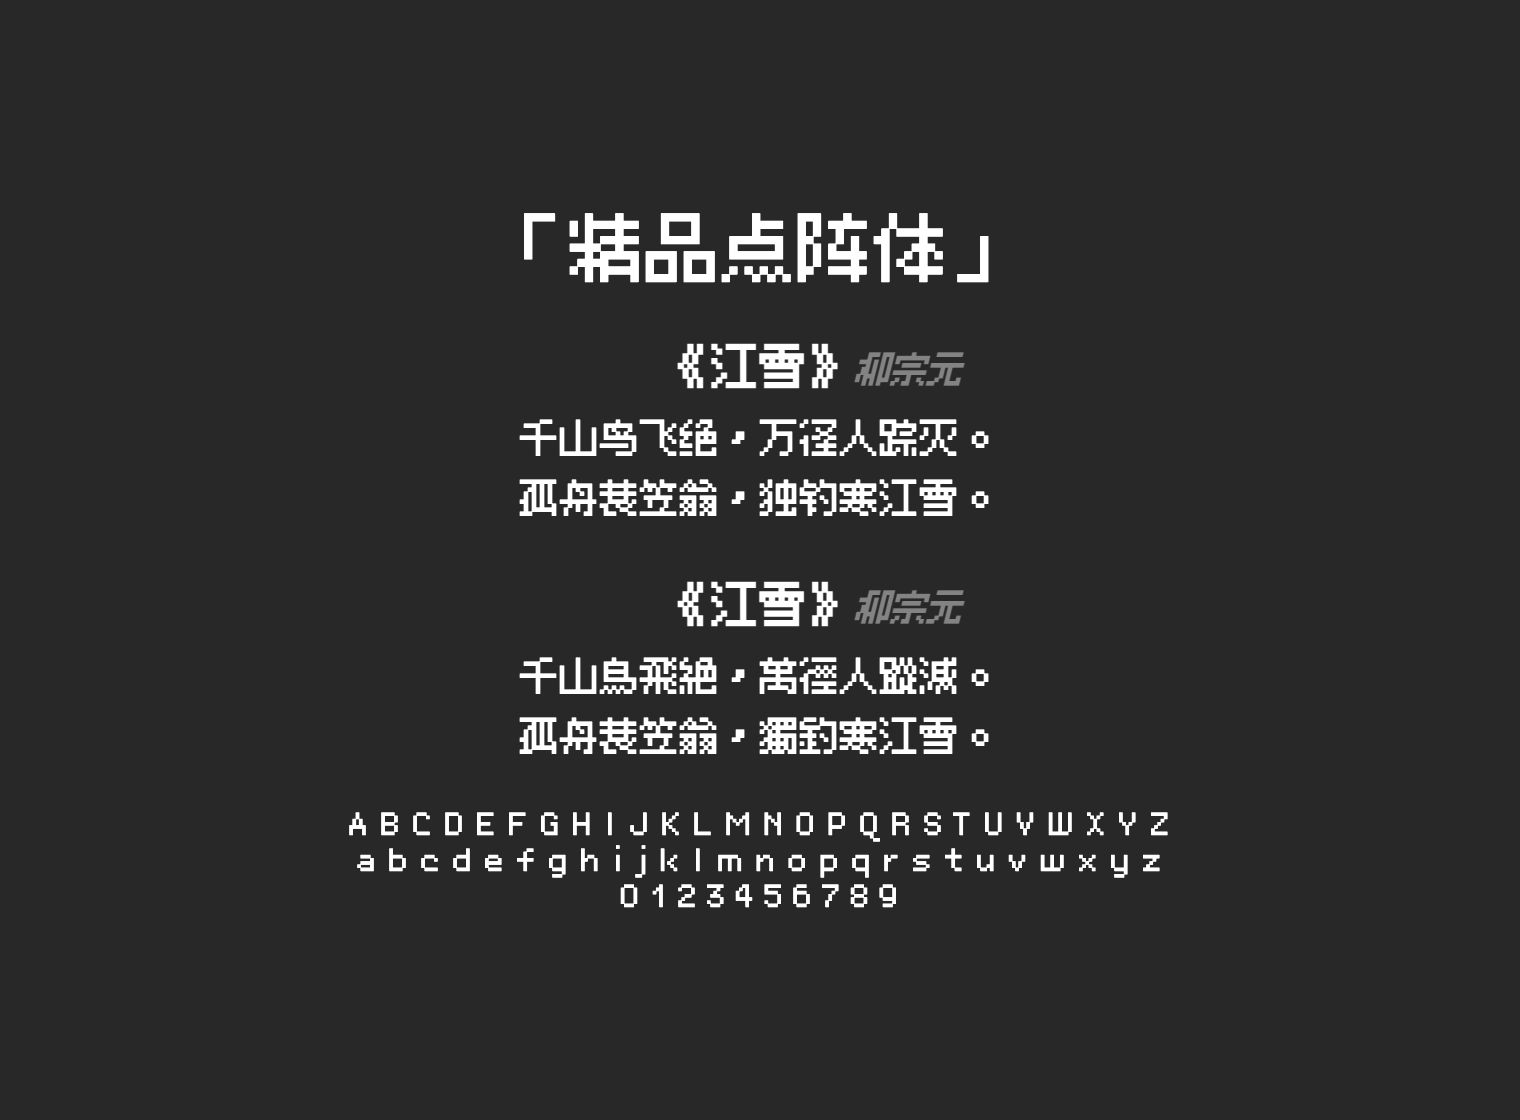 「精品点阵体」
《江雪》柳宗元
千山鸟飞绝，万径人踪灭。
孤舟蓑笠翁，独钓寒江雪。
《江雪》柳宗元
千山鳥飛絕，萬徑人蹤滅。
孤舟蓑笠翁，獨釣寒江雪。
A B C D E F G H I J K L M N O P Q R S T U V W X Y Z
a b c d e f g h i j k l m n o p q r s t u v w x y z
0 1 2 3 4 5 6 7 8 9